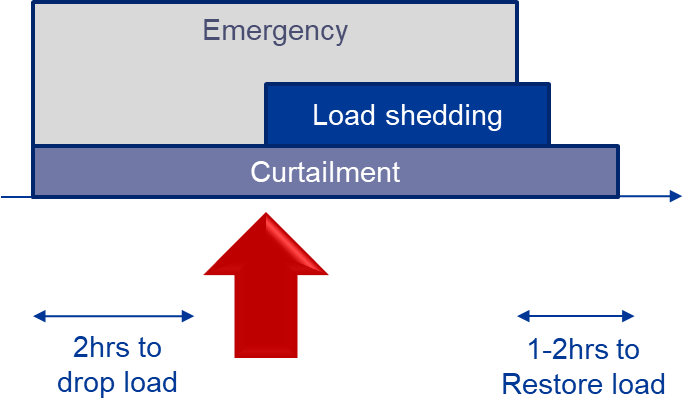 Emergency
Load shedding
Curtailment
2hrs to
drop load
1-2hrs to
Restore load